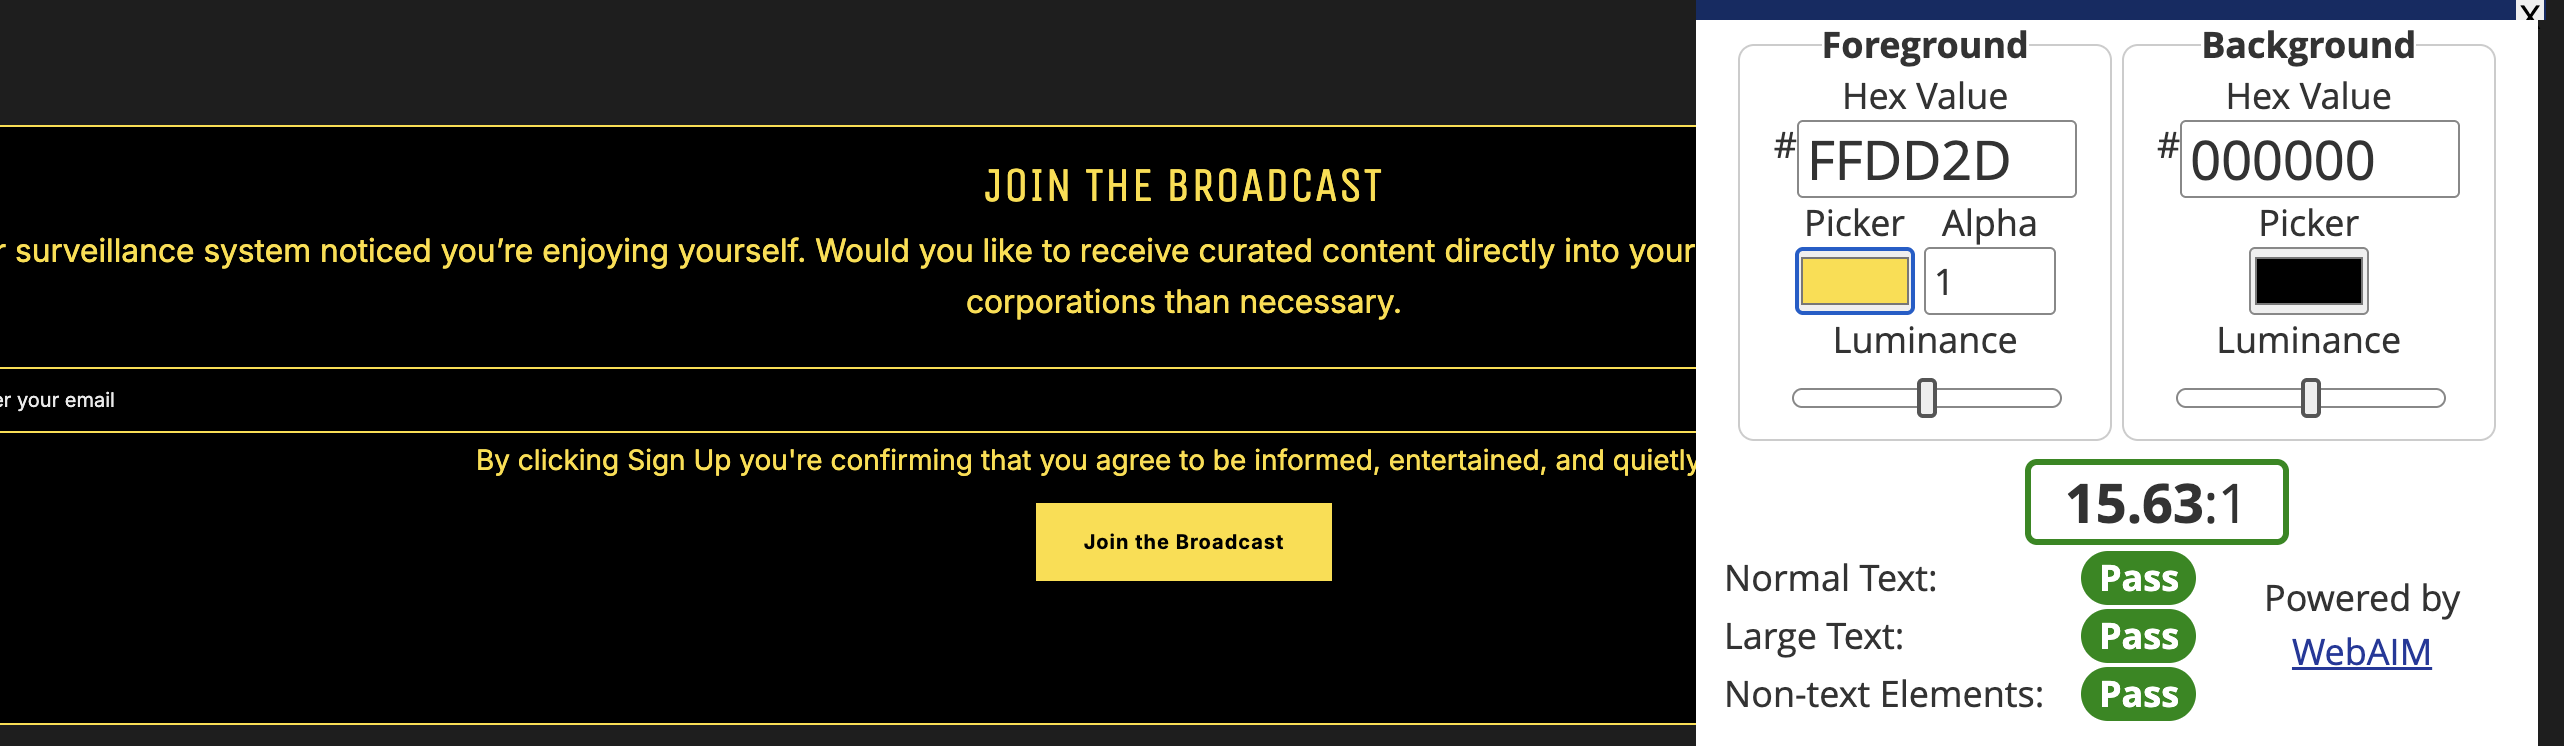 JOIN THE BROADCAST
r surveillance system noticed you’re enjoying yourself. Would you like to receive curated content directly into your
corporations than necessary.
er your email
By clicking Sign Up you're confirming that you agree to be informed, entertained, and quietly
Join the Broadcast
X
Foreground
Hex Value
# FFDD2D
Picker Alpha
1
Luminance
Background
Hex Value
# 000000
Picker
Luminance
15.63:1
Normal Text: Pass
Large Text: Pass
Non-text Elements: Pass
Powered by
WebAIM